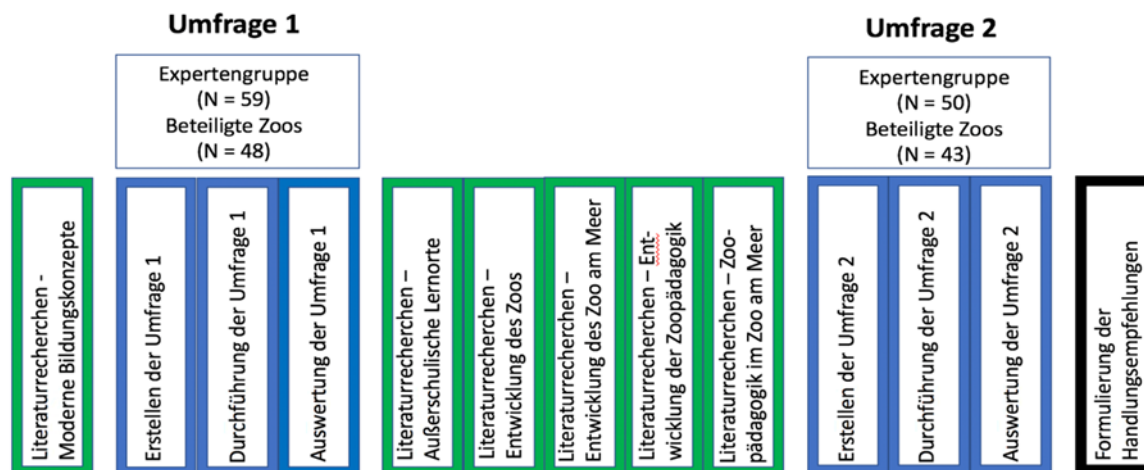 Umfrage 1
Expertengruppe
(N = 59)
Beteiligte Zoos
(N = 48)
Umfrage 2
Expertengruppe
(N = 50)
Beteiligte Zoos
(N = 43)
Literaturrecherchen -
Moderne Bildungskonzepte
Erstellen der Umfrage 1
Durchführung der Umfrage 1
Auswertung der Umfrage 1
Literaturrecherchen –
Außerschulische Lernorte
Literaturrecherchen –
Entwicklung des Zoos
Literaturrecherchen –
Entwicklung des Zoo am Meer
Literaturrecherchen – Ent-
wicklung der Zoopädagogik
Literaturrecherchen – Zoo-
pädagogik im Zoo am Meer
Erstellen der Umfrage 2
Durchführung der Umfrage 2
Auswertung der Umfrage 2
Formulierung der
Handlungsempfehlungen